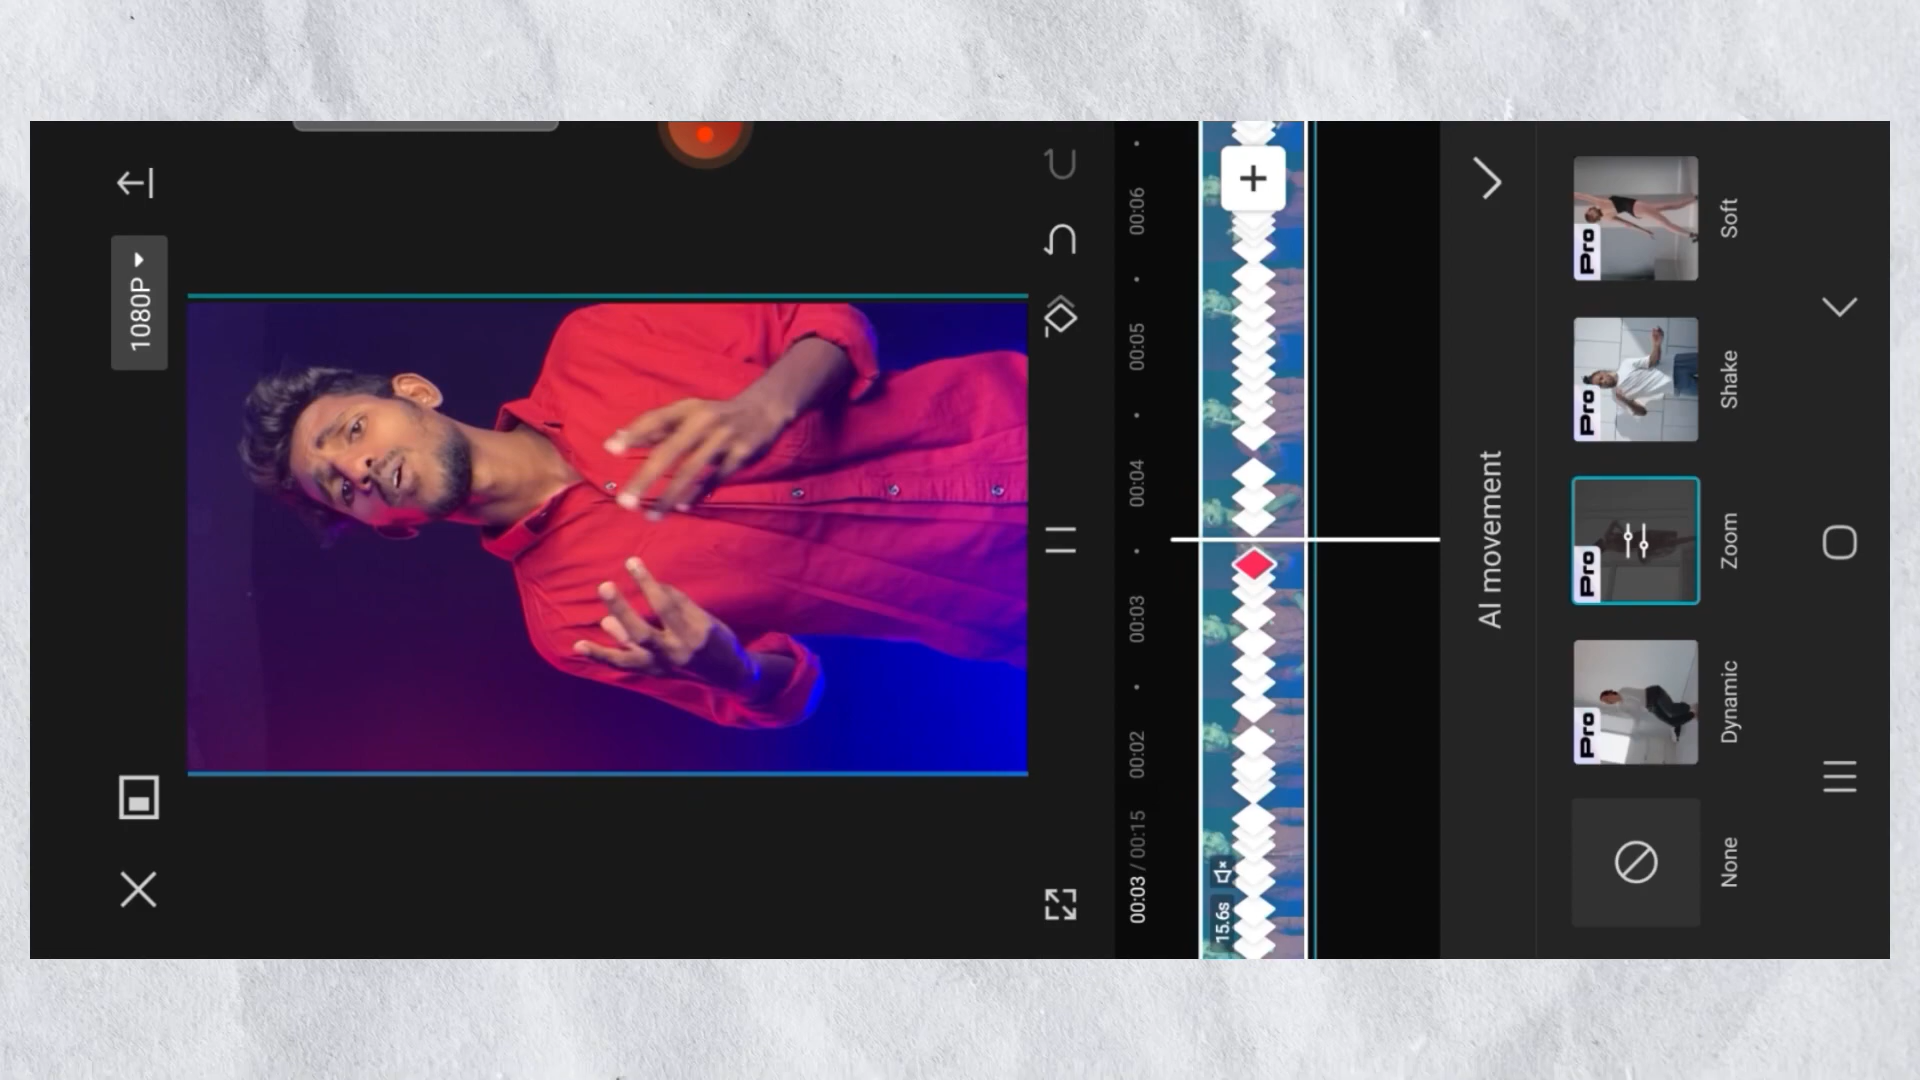 1080P
00:03 / 00:15
00:02
00:03
00:04
00:05
00:06
15.6s
AI movement
None
Pro
Dynamic
Pro
Zoom
Pro
Shake
Pro
Soft